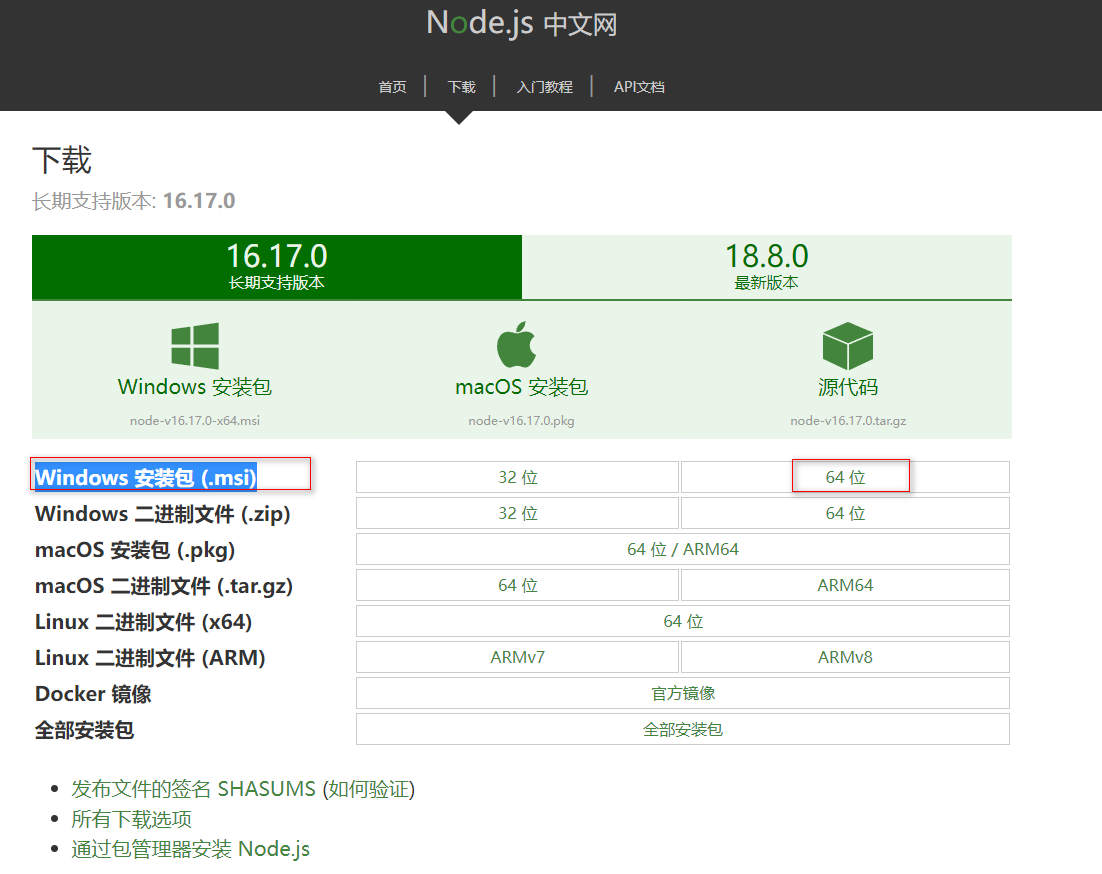 Node.js 中文网
首页 | 下载 | 入门教程 | API文档
下载
长期支持版本: 16.17.0
16.17.0
长期支持版本
18.8.0
最新版本
Windows 安装包
node-v16.17.0-x64.msi
macOS 安装包
node-v16.17.0.pkg
源代码
node-v16.17.0.tar.gz
Windows 安装包 (.msi) 32 位 64 位
Windows 二进制文件 (.zip) 32 位 64 位
macOS 安装包 (.pkg) 64 位 / ARM64
macOS 二进制文件 (.tar.gz) 64 位 ARM64
Linux 二进制文件 (x64) 64 位
Linux 二进制文件 (ARM) ARMv7 ARMv8
Docker 镜像 官方镜像
全部安装包 全部安装包
• 发布文件的签名 SHASUMS (如何验证)
• 所有下载选项
• 通过包管理器安装 Node.js